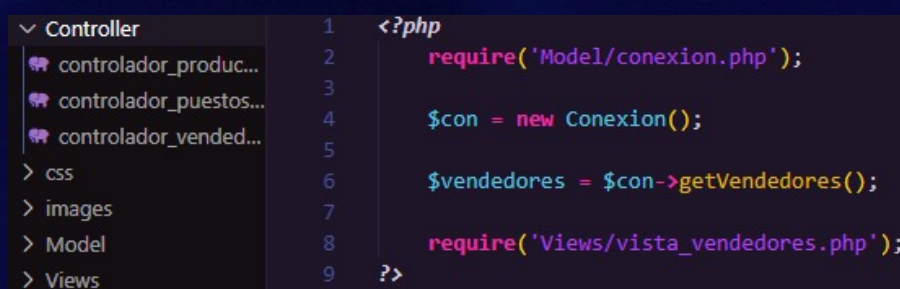 Controller
controlador_produc...
controlador_puestos...
controlador_vended...
css
images
Model
Views
1 <?php
2 require('Model/conexion.php');
3
4 $con = new Conexion();
5
6 $vendedores = $con->getVendedores();
7
8 require('Views/vista_vendedores.php');
9 ?>